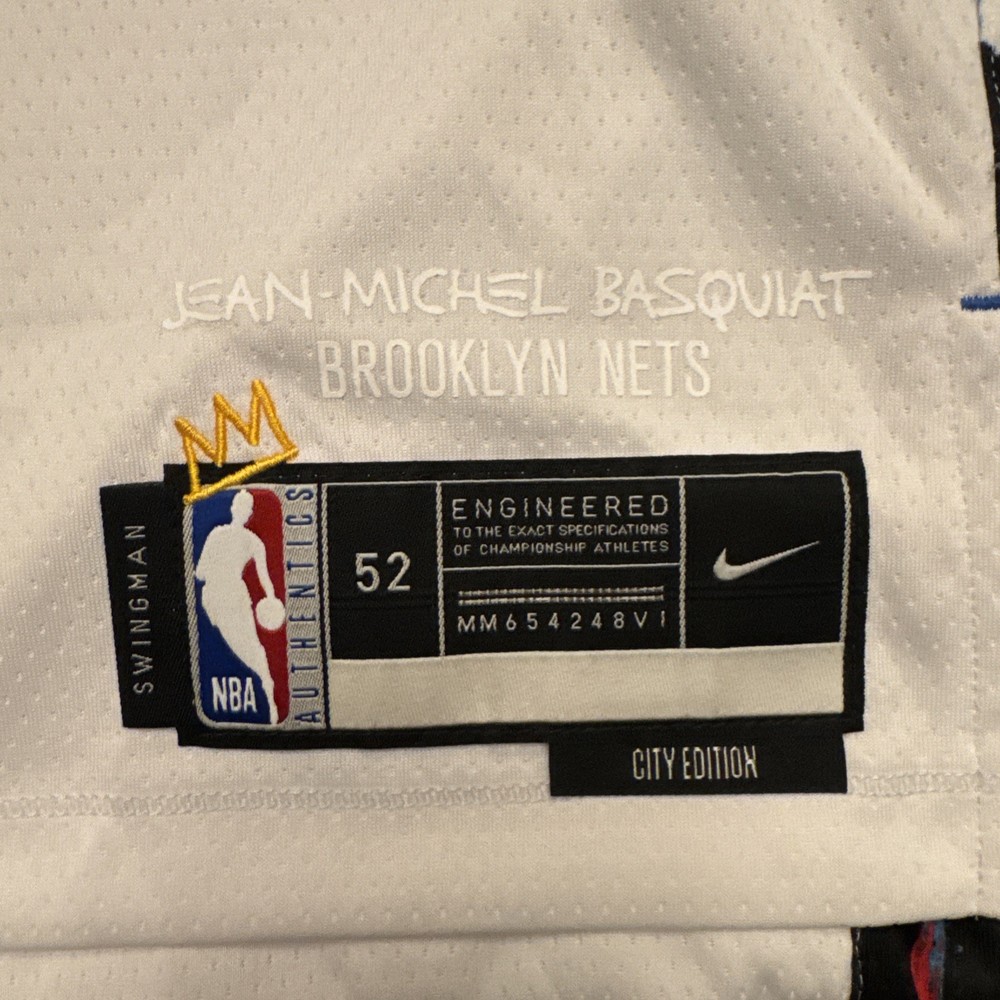 JEAN-MICHEL BASQUIAT
BROOKLYN NETS
SWINGMAN
NBA
AUTHENTICS
52
ENGINEERED
TO THE EXACT SPECIFICATIONS
OF CHAMPIONSHIP ATHLETES
MM654248VI
CITY EDITION